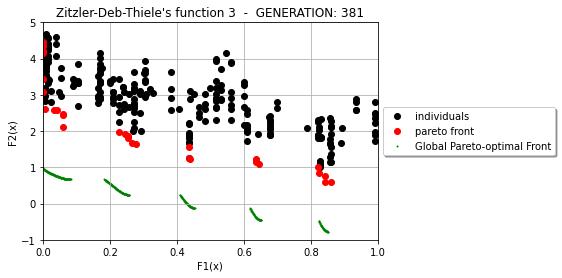 Zitzler-Deb-Thiele's function 3 - GENERATION: 381
5
4
3
2
1
0
-1
F2(x)
0.0 0.2 0.4 0.6 0.8 1.0
F1(x)
individuals
pareto front
Global Pareto-optimal Front